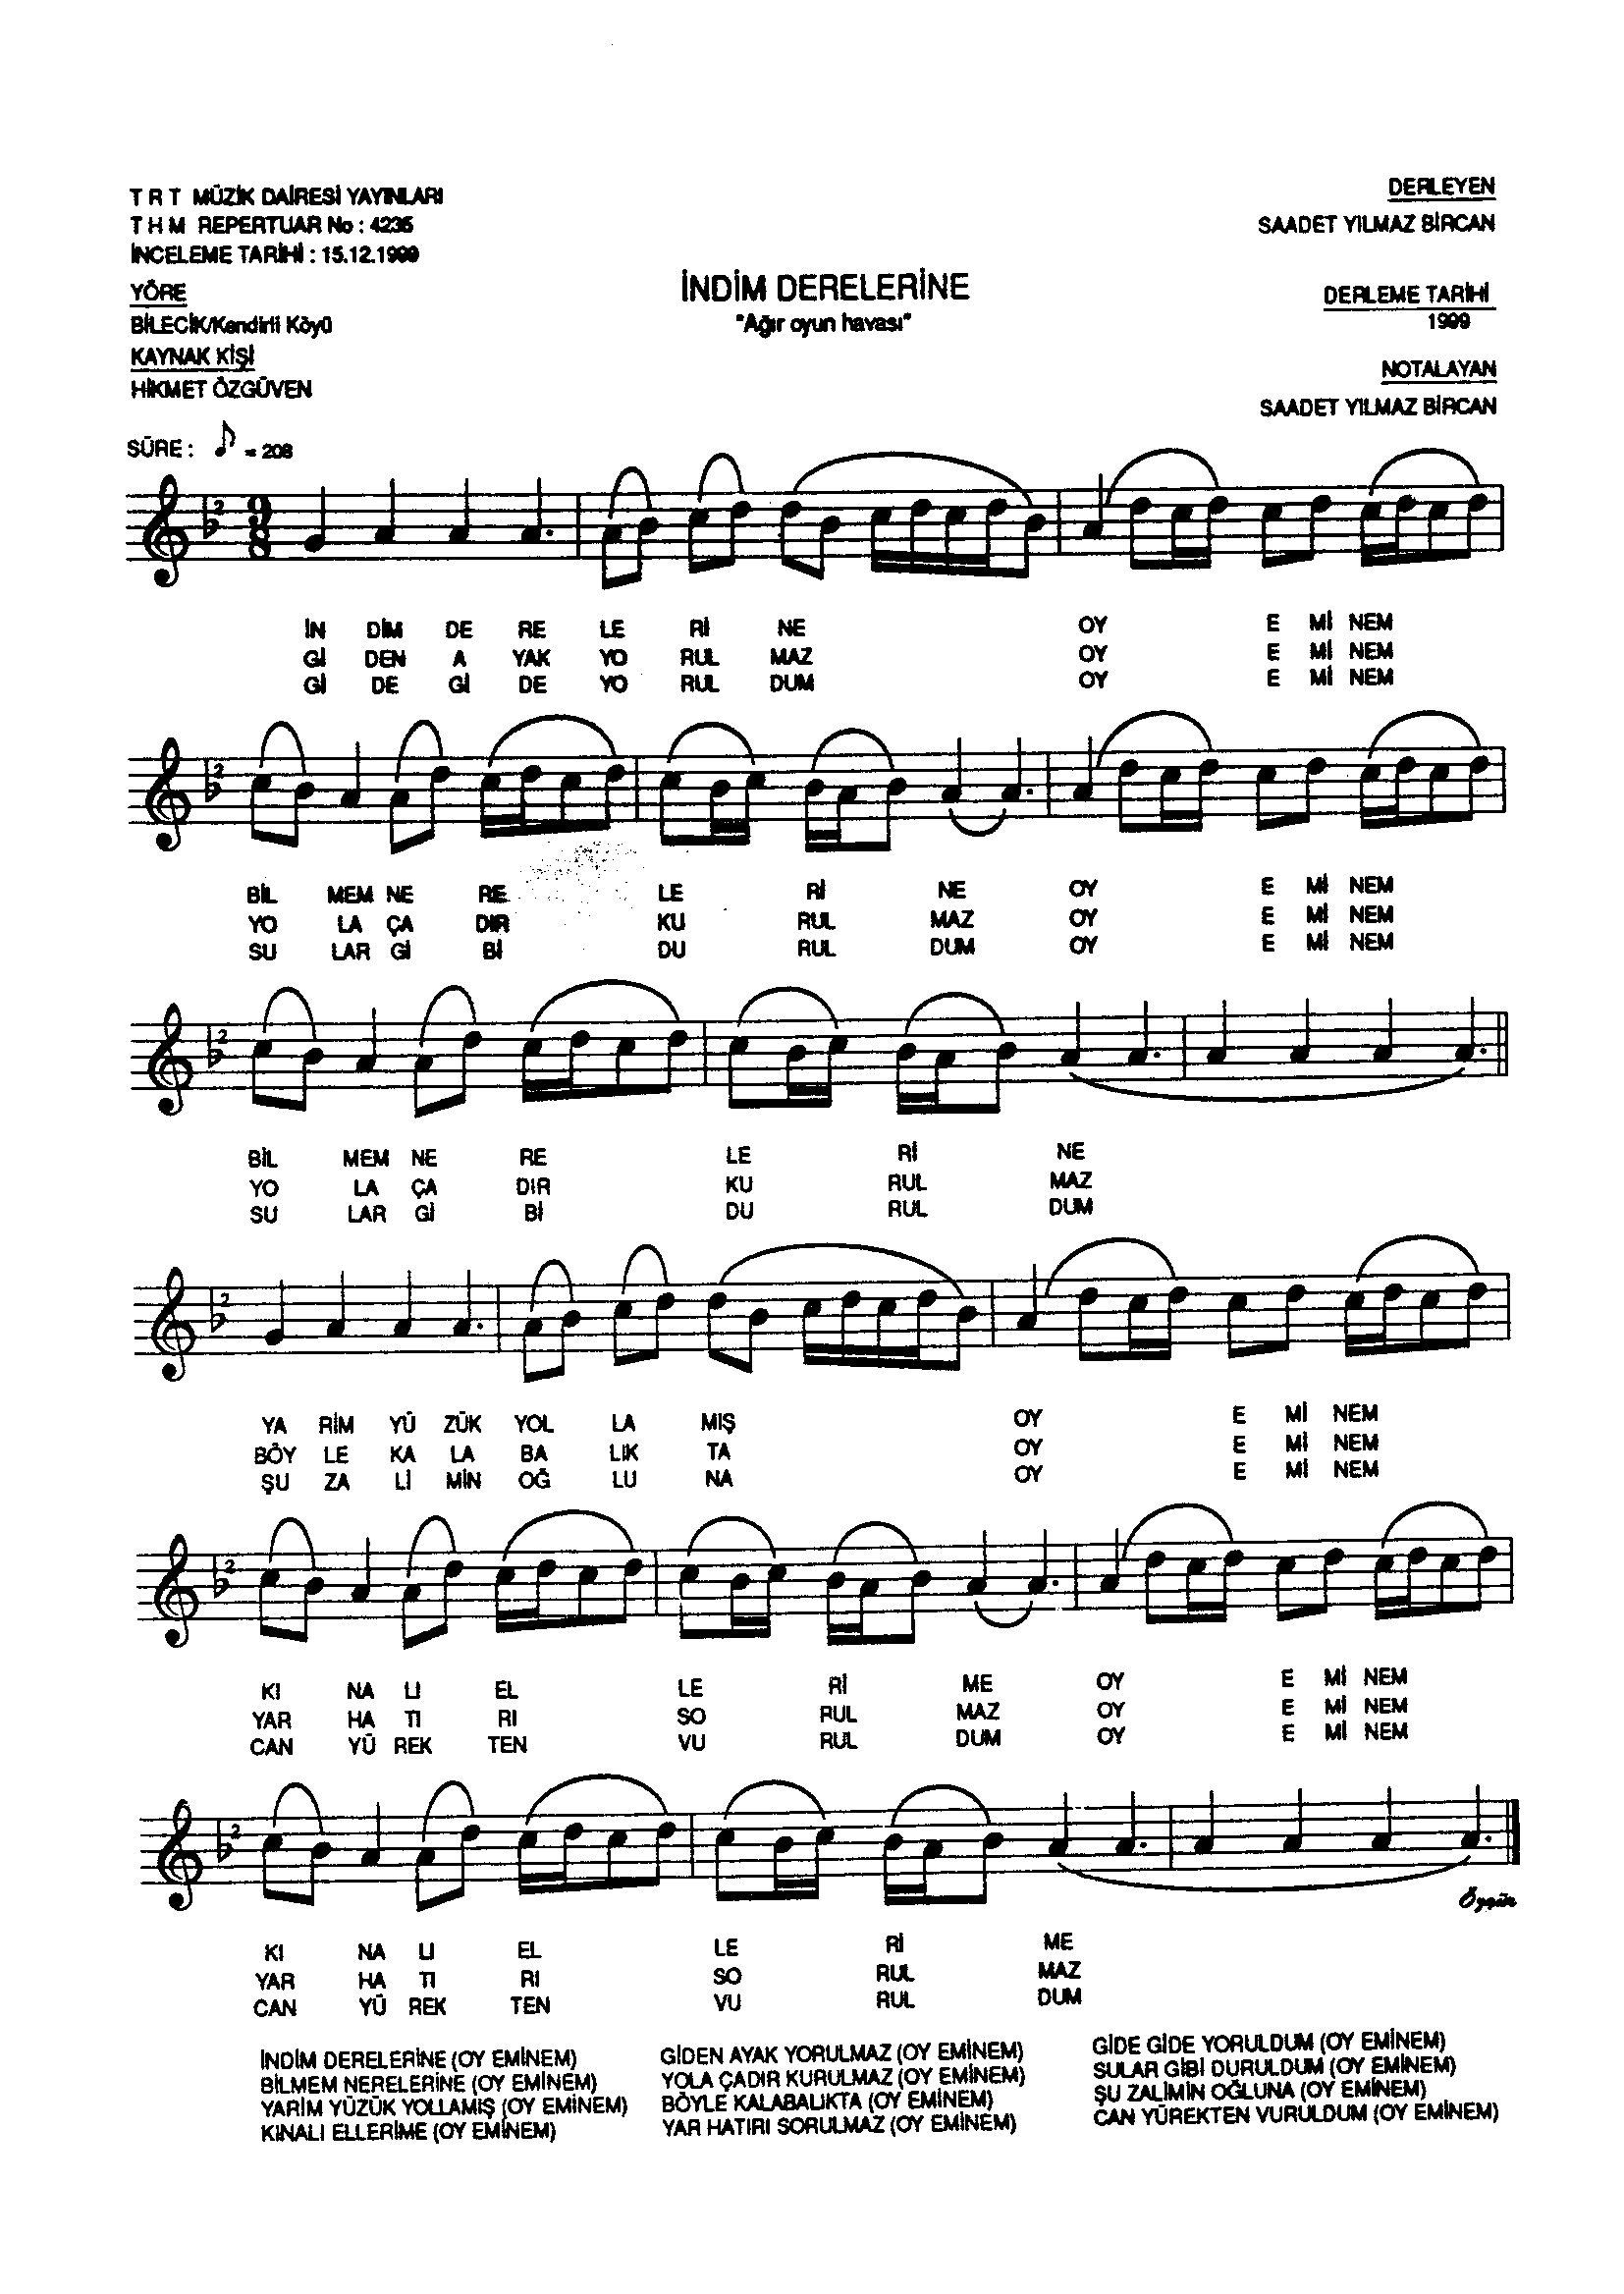 T R T MÜZİK DAİRESİ YAYINLARI
T H M REPERTUAR No : 4235
İNCELEME TARİHİ : 15.12.1999
YÖRE
BİLECİK/Kendirli Köyü
KAYNAK KİŞİ
HİKMET ÖZGÜVEN
SÜRE : ♪ = 208
İNDİM DERELERİNE
"Ağır oyun havası"
DERLEYEN
SAADET YILMAZ BİRCAN
DERLEME TARİHİ
1999
NOTALAYAN
SAADET YILMAZ BİRCAN
2 9 8
İN DİM DE RE LE Rİ NE OY E Mİ NEM
Gİ DEN A YAK YO RUL MAZ OY E Mİ NEM
Gİ DE Gİ DE YO RUL DUM OY E Mİ NEM
2
BİL MEM NE RE LE Rİ NE OY E Mİ NEM
YO LA ÇA DIR KU RUL MAZ OY E Mİ NEM
SU LAR Gİ Bİ DU RUL DUM OY E Mİ NEM
2
BİL MEM NE RE LE Rİ NE
YO LA ÇA DIR KU RUL MAZ
SU LAR Gİ Bİ DU RUL DUM
2
YA RİM YÜ ZÜK YOL LA MIŞ OY E Mİ NEM
BÖY LE KA LA BA LIK TA OY E Mİ NEM
ŞU ZA Lİ MİN OĞ LU NA OY E Mİ NEM
2
KI NA LI EL LE Rİ ME OY E Mİ NEM
YAR HA TI RI SO RUL MAZ OY E Mİ NEM
CAN YÜ REK TEN VU RUL DUM OY E Mİ NEM
2
Özgür
KI NA LI EL LE Rİ ME
YAR HA TI RI SO RUL MAZ
CAN YÜ REK TEN VU RUL DUM
İNDİM DERELERİNE (OY EMİNEM)
BİLMEM NERELERİNE (OY EMİNEM)
YARİM YÜZÜK YOLLAMIŞ (OY EMİNEM)
KINALI ELLERİME (OY EMİNEM)
GİDEN AYAK YORULMAZ (OY EMİNEM)
YOLA ÇADIR KURULMAZ (OY EMİNEM)
BÖYLE KALABALIKTA (OY EMİNEM)
YAR HATIRI SORULMAZ (OY EMİNEM)
GİDE GİDE YORULDUM (OY EMİNEM)
SULAR GİBİ DURULDUM (OY EMİNEM)
ŞU ZALİMİN OĞLUNA (OY EMİNEM)
CAN YÜREKTEN VURULDUM (OY EMİNEM)